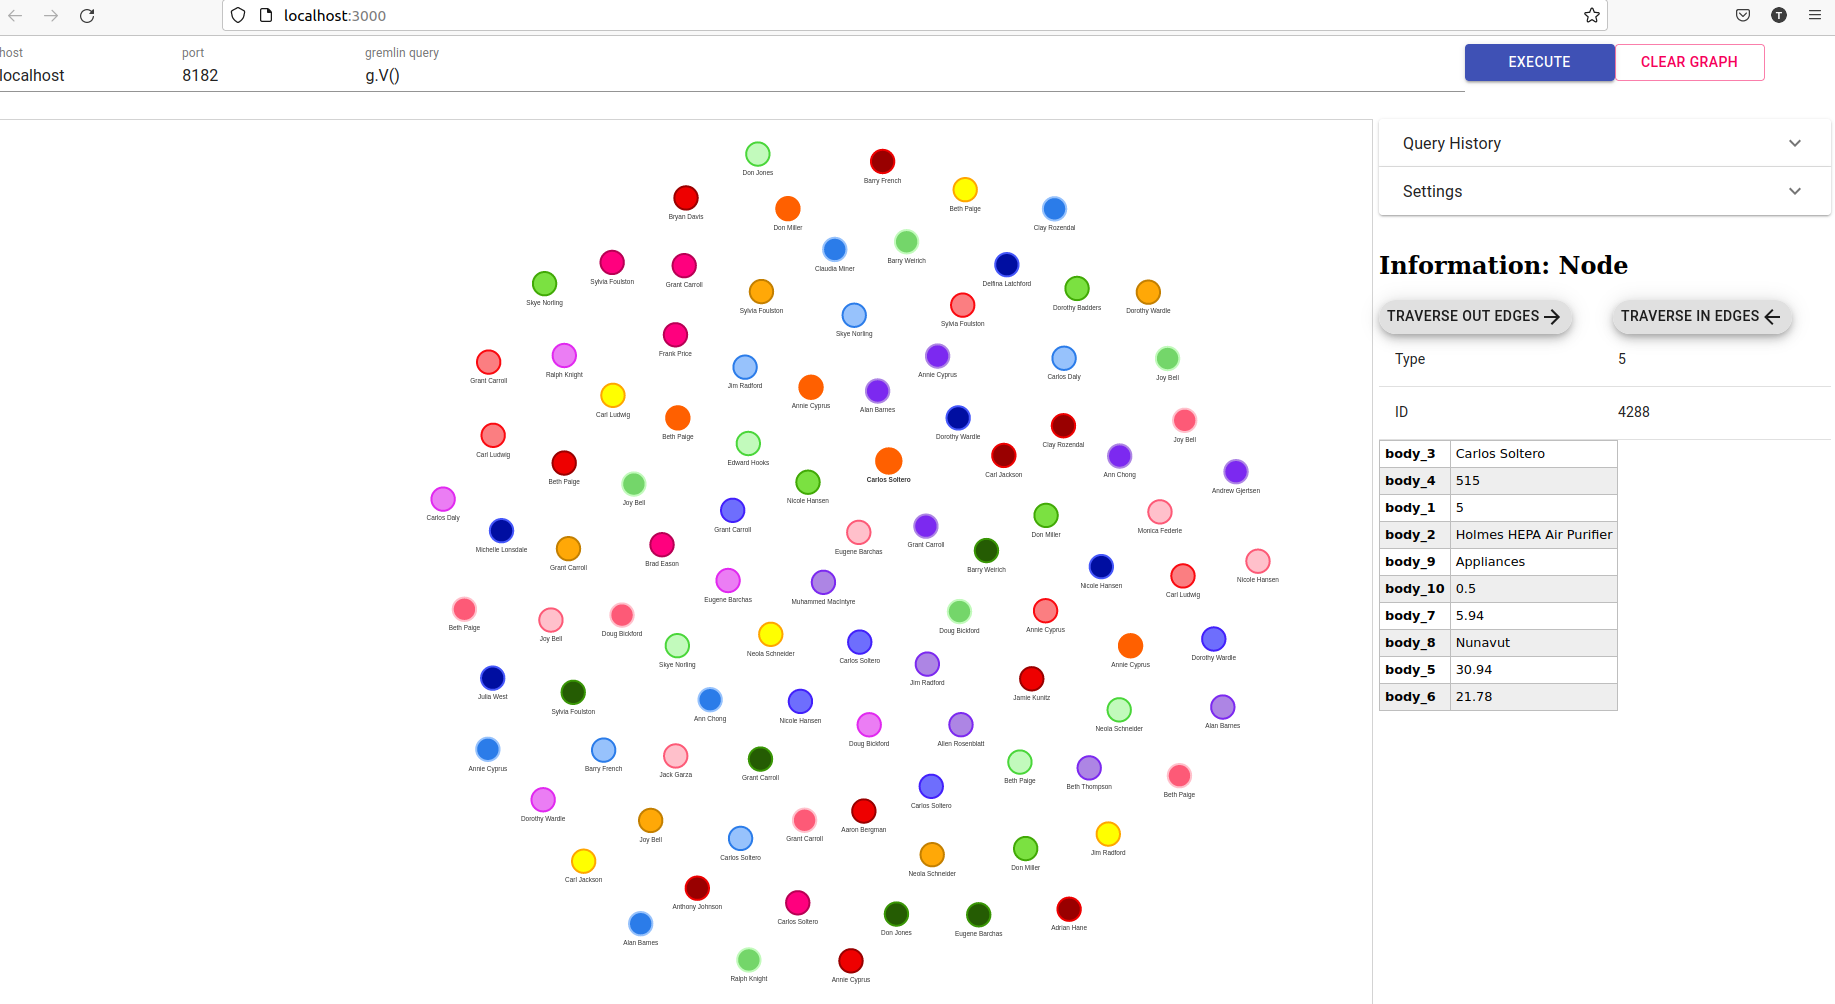 localhost:3000
T
host
port
gremlin query
localhost
8182
g.V()
EXECUTE
CLEAR GRAPH
Don Jones
Barry French
Bryan Davis
Don Miller
Beth Paige
Clay Rozendal
Claudia Miner
Barry Weirich
Skye Norling
Sylvia Foulston
Grant Carroll
Sylvia Foulston
Delfina Latchford
Dorothy Badders
Dorothy Wardle
Skye Norling
Sylvia Foulston
Frank Price
Grant Carroll
Ralph Knight
Jim Radford
Annie Cyprus
Carlos Daly
Joy Bell
Carl Ludwig
Annie Cyprus
Alan Barnes
Beth Paige
Dorothy Wardle
Clay Rozendal
Joy Bell
Carl Ludwig
Edward Hooks
Beth Paige
Carlos Soltero
Carl Jackson
Ann Chong
Andrew Gjertsen
Joy Bell
Nicole Hansen
Carlos Daly
Grant Carroll
Don Miller
Monica Federle
Michelle Lonsdale
Grant Carroll
Brad Eason
Eugene Barchas
Grant Carroll
Barry Weirich
Nicole Hansen
Carl Ludwig
Nicole Hansen
Eugene Barchas
Muhammed MacIntyre
Beth Paige
Joy Bell
Doug Bickford
Doug Bickford
Annie Cyprus
Skye Norling
Neola Schneider
Carlos Soltero
Jim Radford
Annie Cyprus
Dorothy Wardle
Julia West
Sylvia Foulston
Ann Chong
Nicole Hansen
Jamie Kunitz
Neola Schneider
Alan Barnes
Doug Bickford
Allen Rosenblatt
Annie Cyprus
Barry French
Jack Garza
Grant Carroll
Beth Paige
Beth Thompson
Beth Paige
Carlos Soltero
Dorothy Wardle
Joy Bell
Carlos Soltero
Grant Carroll
Aaron Bergman
Jim Radford
Carl Jackson
Neola Schneider
Don Miller
Anthony Johnson
Carlos Soltero
Alan Barnes
Don Jones
Eugene Barchas
Adrian Hane
Ralph Knight
Annie Cyprus
Query History
Settings
Information: Node
TRAVERSE OUT EDGES →
TRAVERSE IN EDGES ←
Type 5
ID 4288
body_3 Carlos Soltero
body_4 515
body_1 5
body_2 Holmes HEPA Air Purifier
body_9 Appliances
body_10 0.5
body_7 5.94
body_8 Nunavut
body_5 30.94
body_6 21.78